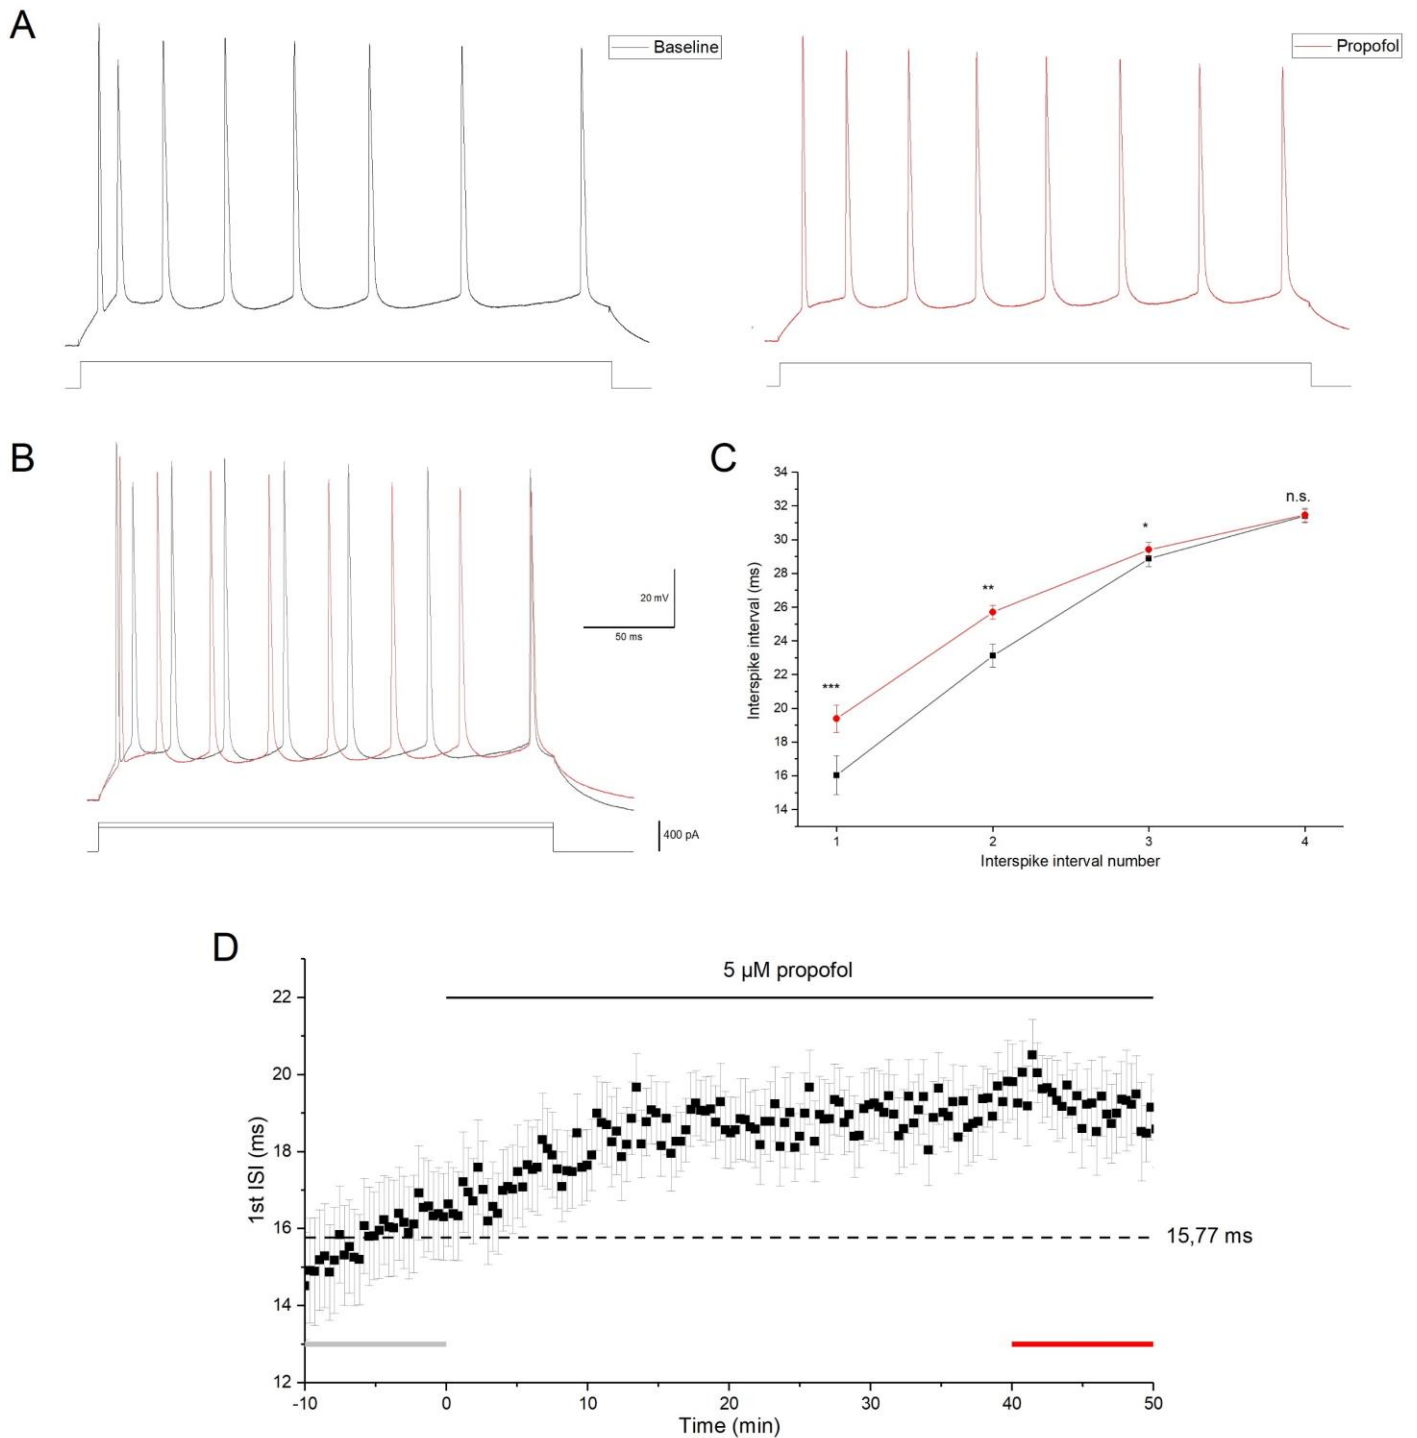 A
Baseline
Propofol
B
20 mV
50 ms
400 pA
C
34
32
30
28
26
24
22
20
18
16
14
Interspike interval (ms)
***
**
*
n.s.
1 2 3 4
Interspike interval number
D
5 µM propofol
22
20
18
16
14
12
1st ISI (ms)
15,77 ms
-10 0 10 20 30 40 50
Time (min)